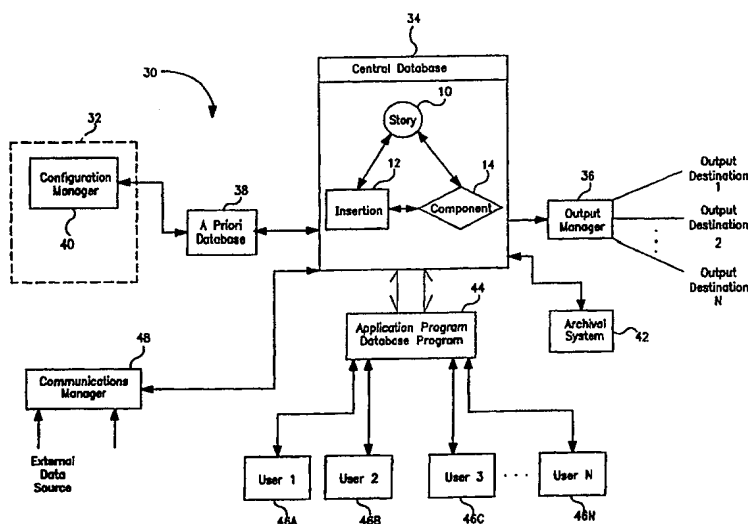 34
Central Database
30
10
Story
32
12
14
Configuration
Manager
40
38
A Priori
Database
Insertion
Component
36
Output
Manager
Output
Destination
1
Output
Destination
2
Output
Destination
N
44
Application Program
Database Program
Archival
System
42
48
Communications
Manager
External
Data
Source
User 1
User 2
User 3
User N
46A
46B
46C
46N